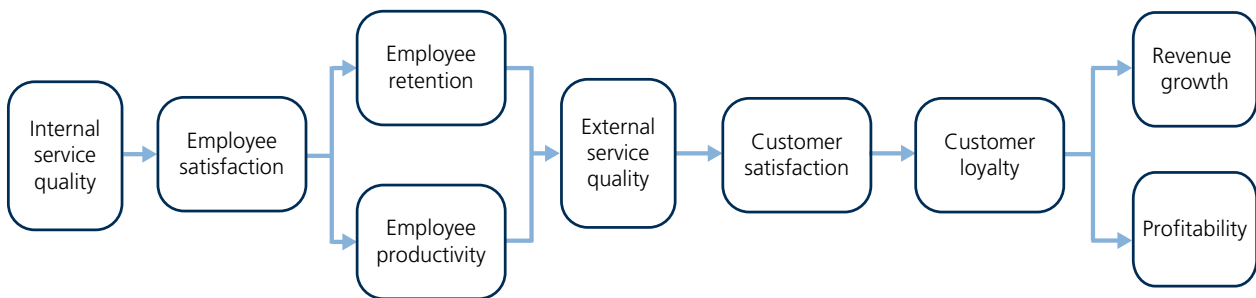 Internal
service
quality
Employee
satisfaction
Employee
retention
Employee
productivity
External
service
quality
Customer
satisfaction
Customer
loyalty
Revenue
growth
Profitability